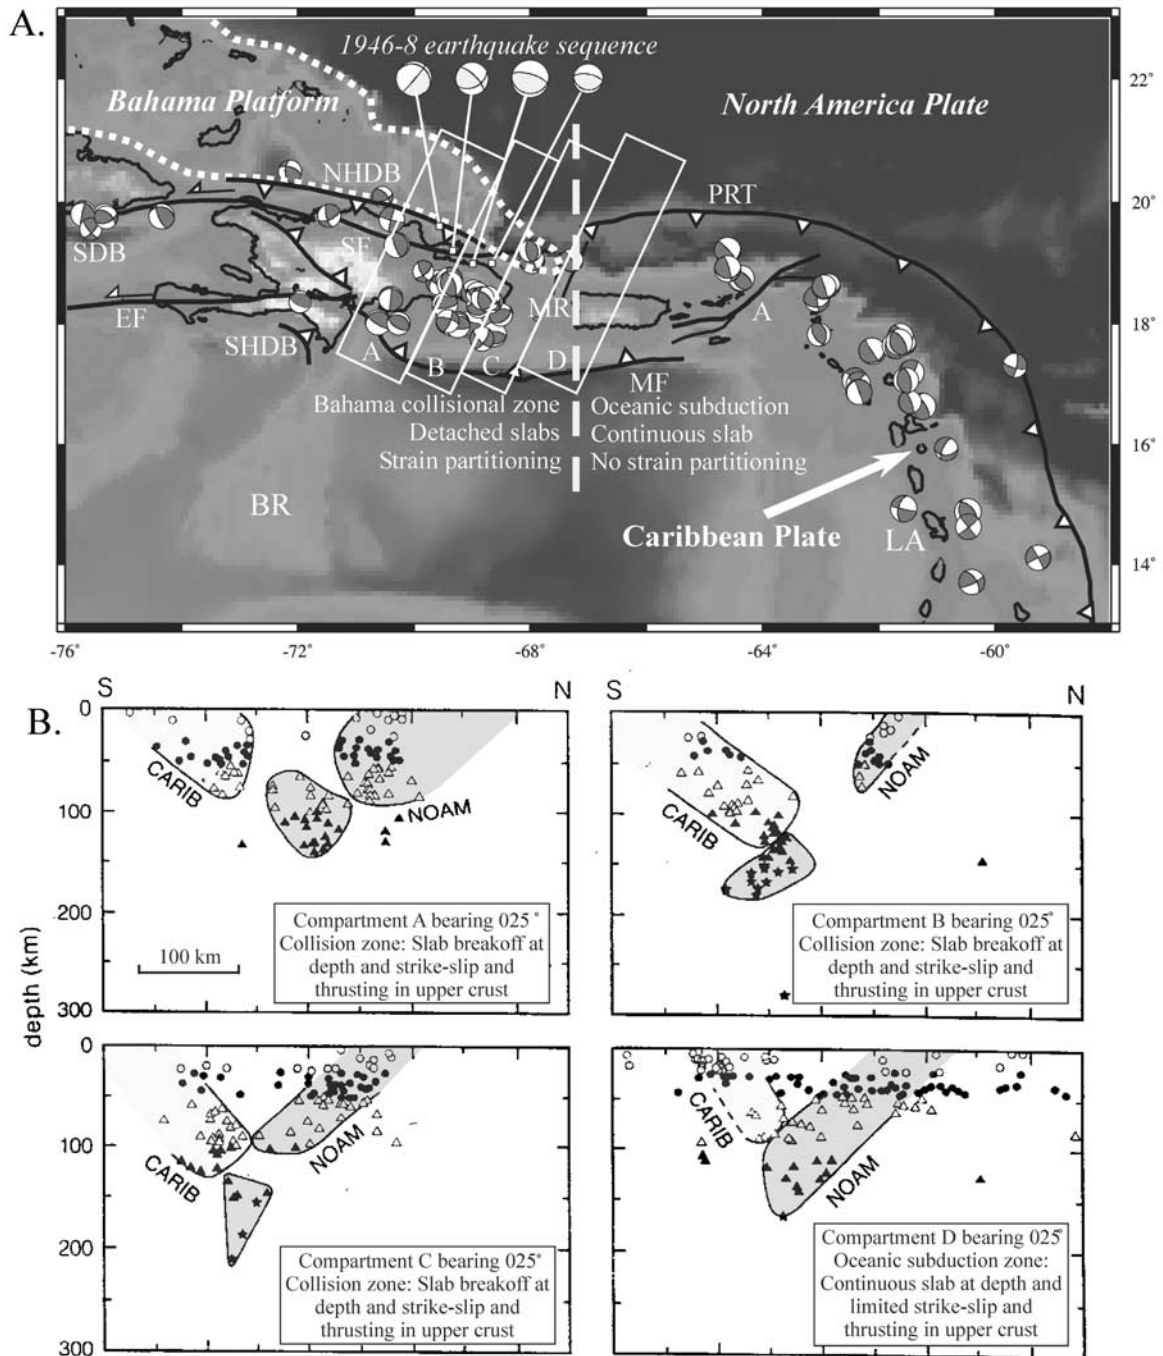 A.
1946-8 earthquake sequence
Bahama Platform
North America Plate
22°
20°
18°
16°
14°
NHDB
PRT
SDB
SF
EF
SHDB
MR
A
A
B
C
D
MF
Bahama collisional zone
Detached slabs
Strain partitioning
Oceanic subduction
Continuous slab
No strain partitioning
BR
Caribbean Plate
LA
-76°
-72°
-68°
-64°
-60°
B.
S
N
S
N
0
100
200
300
depth (km)
CARIB
NOAM
100 km
Compartment A bearing 025°
Collision zone: Slab breakoff at
depth and strike-slip and
thrusting in upper crust
CARIB
NOAM
Compartment B bearing 025°
Collision zone: Slab breakoff at
depth and strike-slip and
thrusting in upper crust
0
100
200
300
CARIB
NOAM
Compartment C bearing 025°
Collision zone: Slab breakoff at
depth and strike-slip and
thrusting in upper crust
CARIB
NOAM
Compartment D bearing 025°
Oceanic subduction zone:
Continuous slab at depth and
limited strike-slip and
thrusting in upper crust